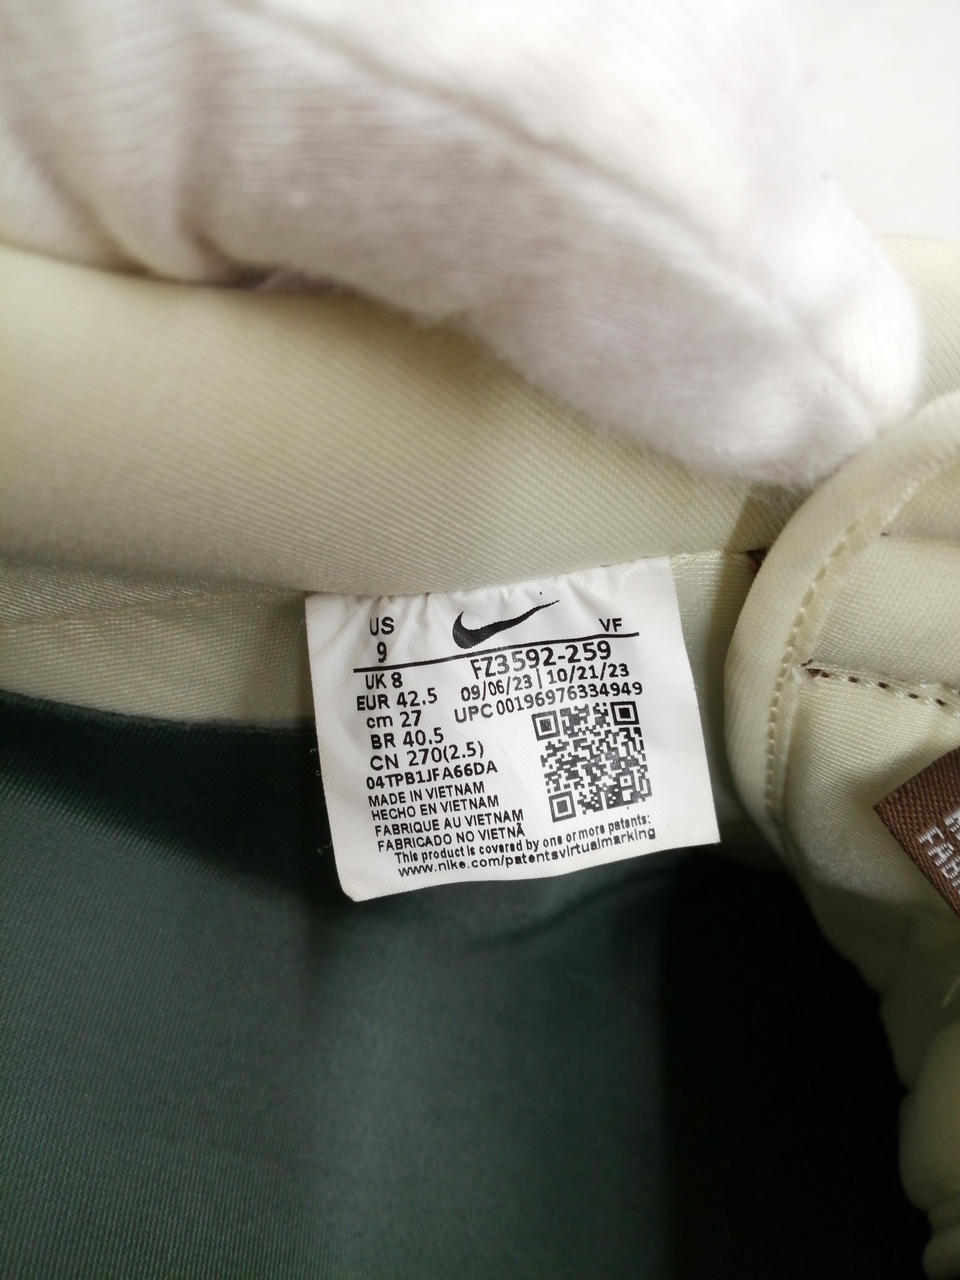 US
9
VF
FZ3592-259
UK 8
09/06/23 | 10/21/23
EUR 42.5
UPC 00196976334949
cm 27
BR 40.5
CN 270(2.5)
04TPB1JFA66DA
MADE IN VIETNAM
HECHO EN VIETNAM
FABRIQUE AU VIETNAM
FABRICADO NO VIETNÃ
This product is covered by one or more patents:
www.nike.com/patentsvirtualmarking